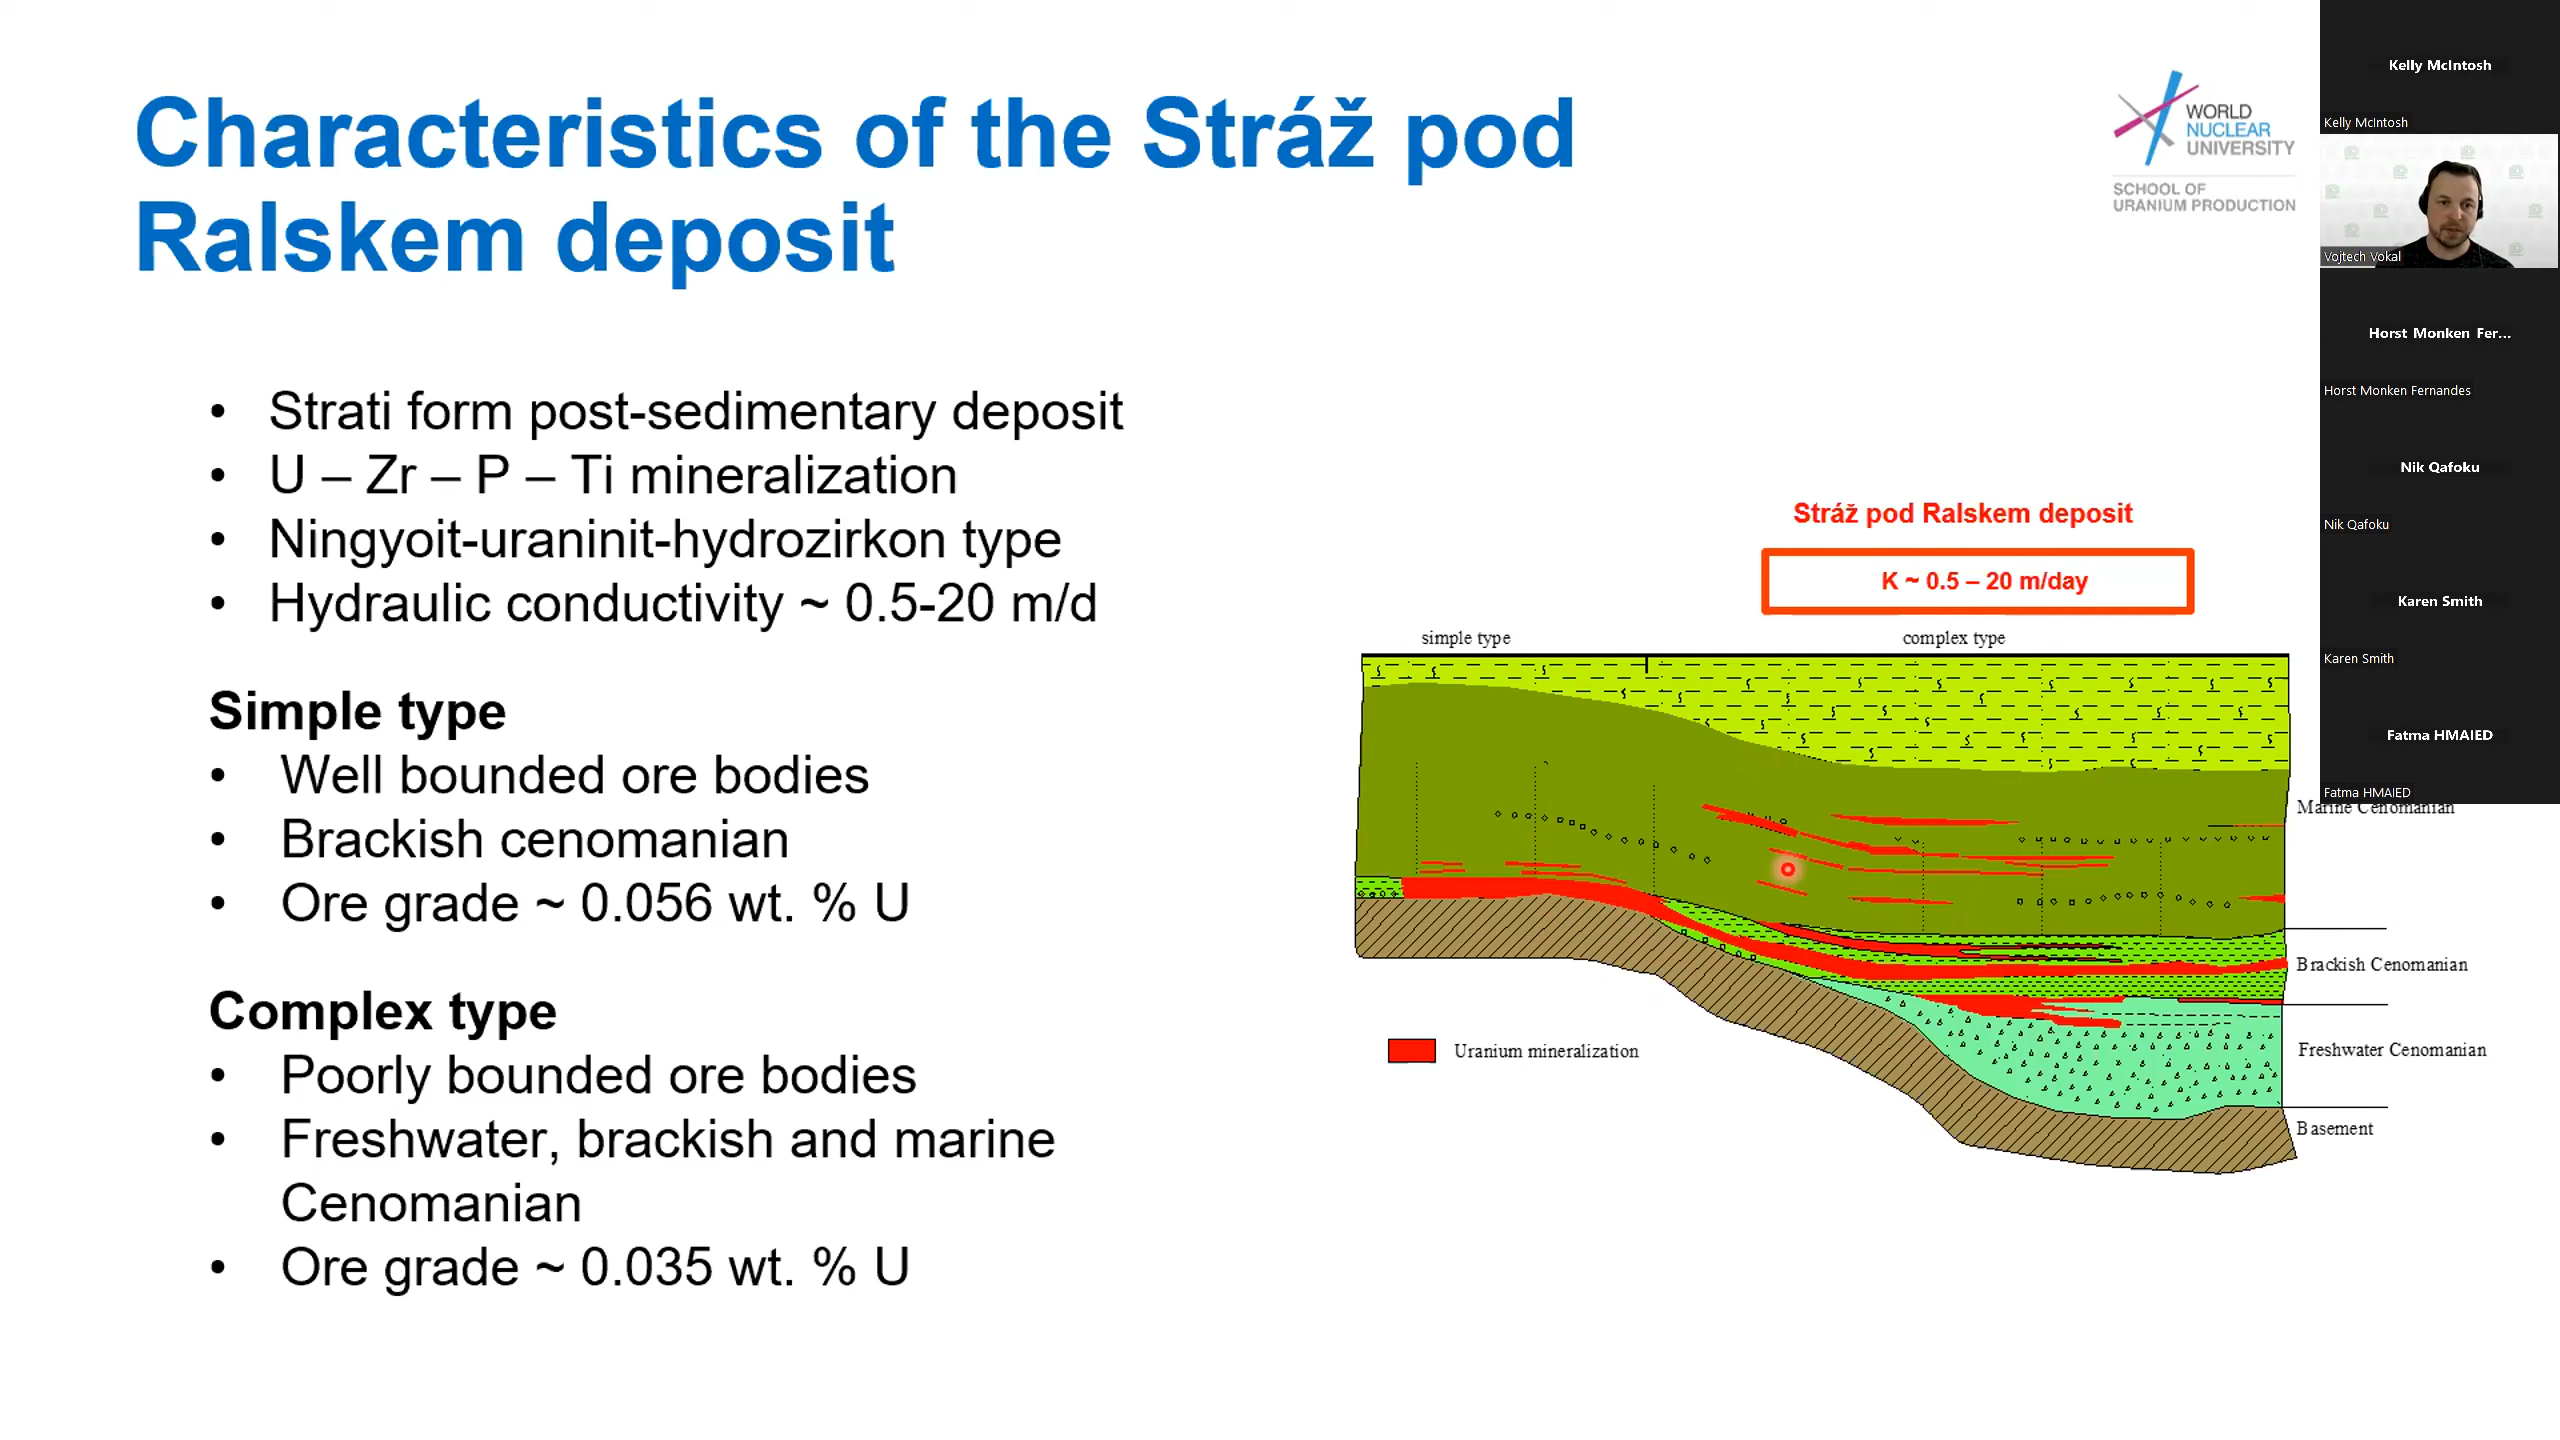 Characteristics of the Stráž pod
Ralskem deposit
WORLD
NUCLEAR
UNIVERSITY
SCHOOL OF
URANIUM PRODUCTION
• Strati form post-sedimentary deposit
• U – Zr – P – Ti mineralization
• Ningyoit-uraninit-hydrozirkon type
• Hydraulic conductivity ~ 0.5-20 m/d
Simple type
• Well bounded ore bodies
• Brackish cenomanian
• Ore grade ~ 0.056 wt. % U
Complex type
• Poorly bounded ore bodies
• Freshwater, brackish and marine
Cenomanian
• Ore grade ~ 0.035 wt. % U
Stráž pod Ralskem deposit
K ~ 0.5 – 20 m/day
simple type
complex type
Marine Cenomanian
Brackish Cenomanian
Freshwater Cenomanian
Basement
Uranium mineralization
Kelly McIntosh
Kelly McIntosh
Vojtech Vokal
Horst Monken Fer...
Horst Monken Fernandes
Nik Qafoku
Nik Qafoku
Karen Smith
Karen Smith
Fatma HMAIED
Fatma HMAIED